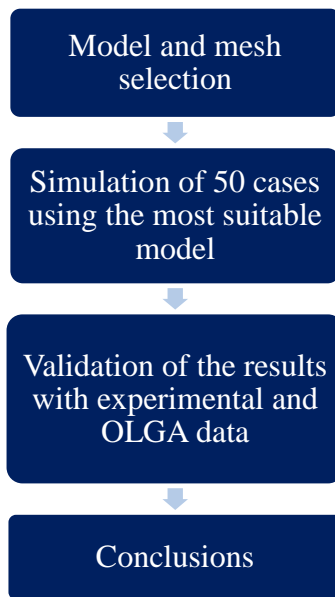 Model and mesh
selection
Simulation of 50 cases
using the most suitable
model
Validation of the results
with experimental and
OLGA data
Conclusions